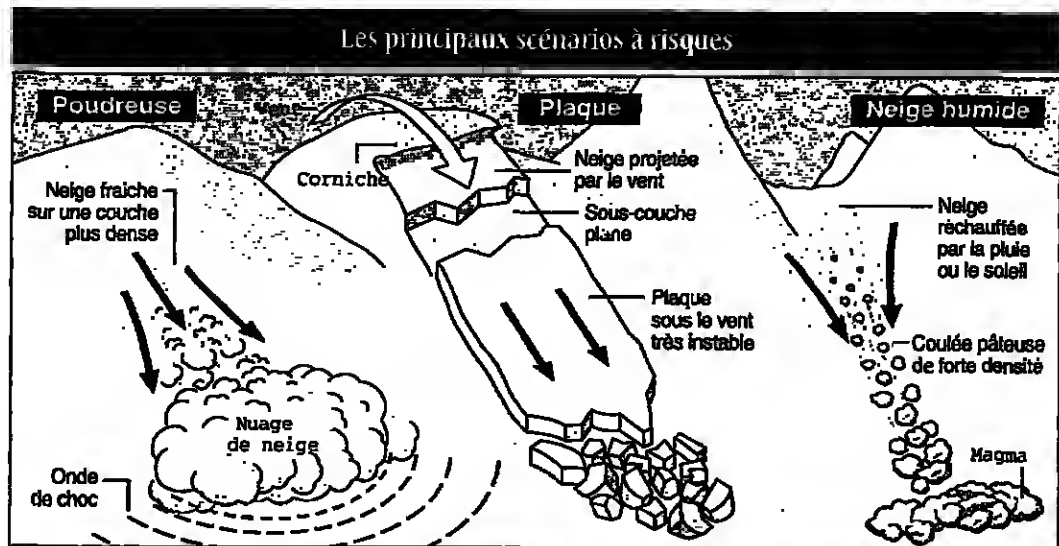 Les principaux scénarios à risques
Poudreuse
Neige fraiche
sur une couche
plus dense
Nuage
de neige
Onde
de choc
Plaque
Corniche
Neige projetée
par le vent
Sous-couche
plane
Plaque
sous le vent
très instable
Neige humide
Neige
réchauffée
par la pluie
ou le soleil
Coulée pâteuse
de forte densité
Magma